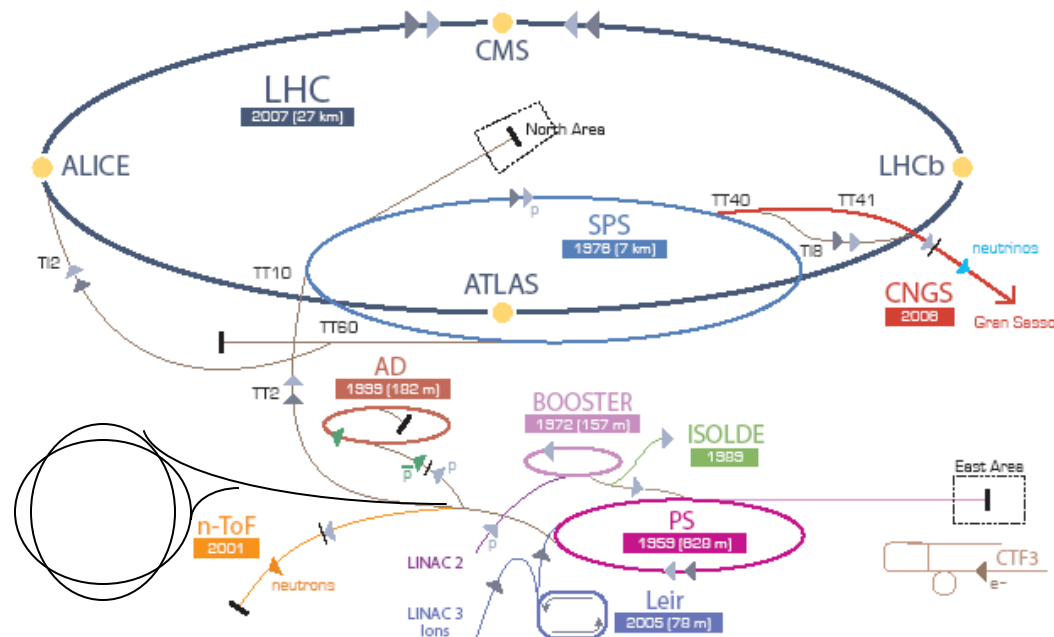 CMS
LHC
2007 (27 km)
North Area
ALICE
LHCb
TT40
TT41
p
SPS
1976 (7 km)
TI8
neutrinos
TI2
TT10
ATLAS
CNGS
2006
Gran Sasso
TT60
AD
1999 (182 m)
TT2
BOOSTER
1972 (157 m)
ISOLDE
1989
p
p
East Area
n-ToF
2001
PS
1959 (628 m)
p
LINAC 2
neutrons
CTF3
e-
LINAC 3
Ions
Leir
2005 (78 m)